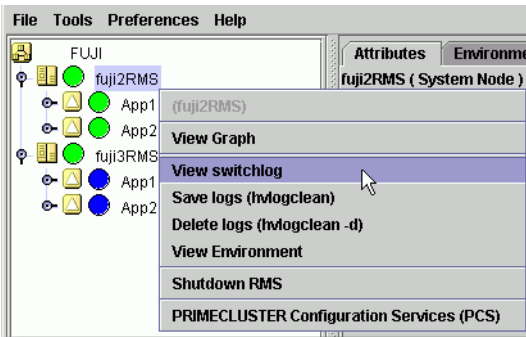 File Tools Preferences Help
FUJI
Attributes Environme
fuji2RMS
fuji2RMS ( System Node )
App1
(fuji2RMS)
App2
View Graph
fuji3RMS
View switchlog
App1
Save logs (hvlogclean)
App2
Delete logs (hvlogclean -d)
View Environment
Shutdown RMS
PRIMECLUSTER Configuration Services (PCS)